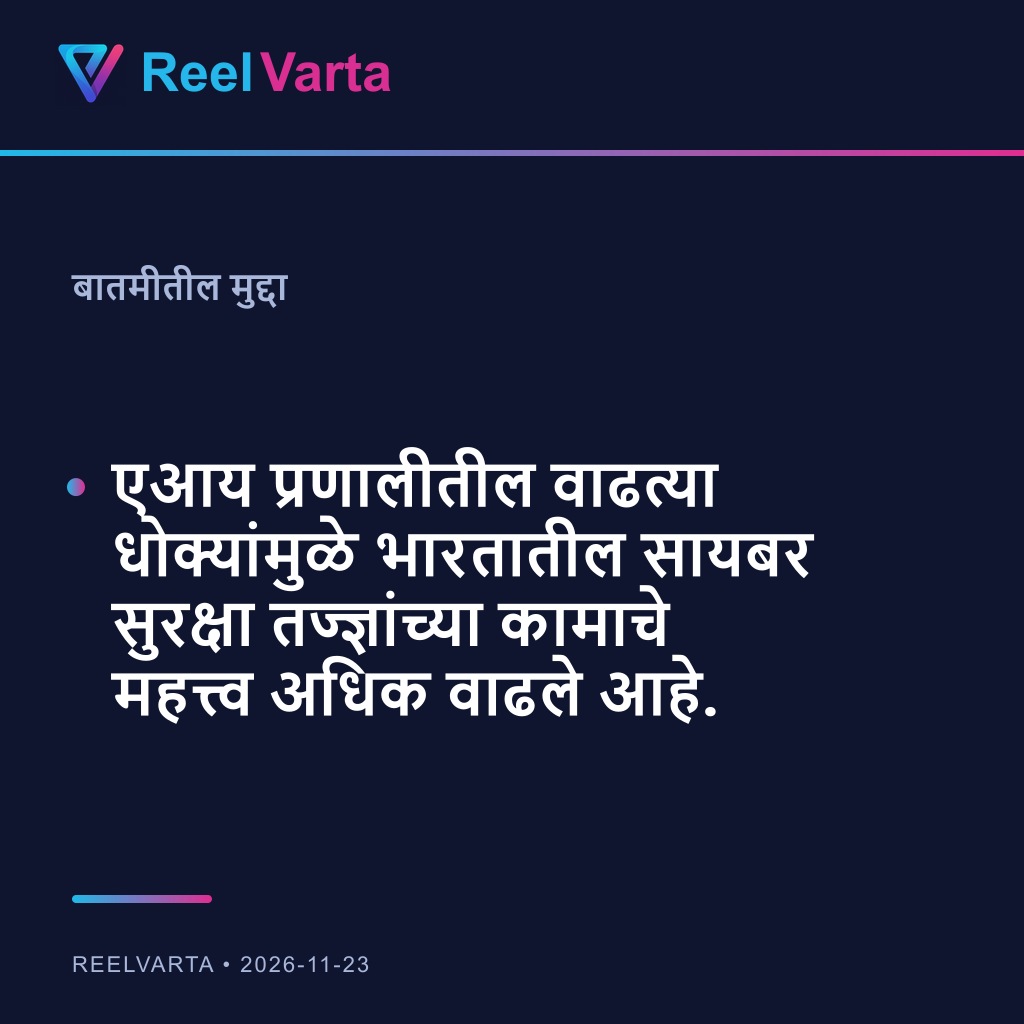 ReelVarta
बातमीतील मुद्दा
• एआय प्रणालीतील वाढत्या
धोक्यांमुळे भारतातील सायबर
सुरक्षा तज्ज्ञांच्या कामाचे
महत्त्व अधिक वाढले आहे.
REELVARTA • 2026-11-23